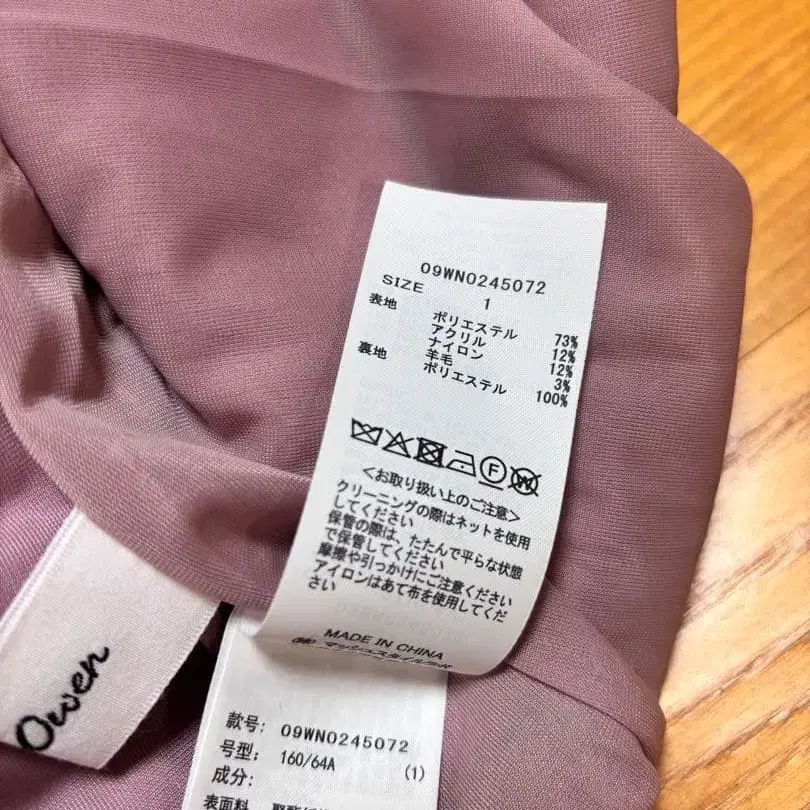 09WN0245072
SIZE 1
表地 ポリエステル 73%
アクリル 12%
ナイロン 12%
羊毛 3%
裏地 ポリエステル 100%
F
W
<お取り扱い上のご注意>
クリーニングの際はネットを使用
してください
保管の際は、たたんで平らな状態
で保管してください
摩擦や引っかけにご注意ください
アイロンはあて布を使用してくだ
さい
MADE IN CHINA
Owen
款号: 09WN0245072
号型: 160/64A (1)
成分:
表面料